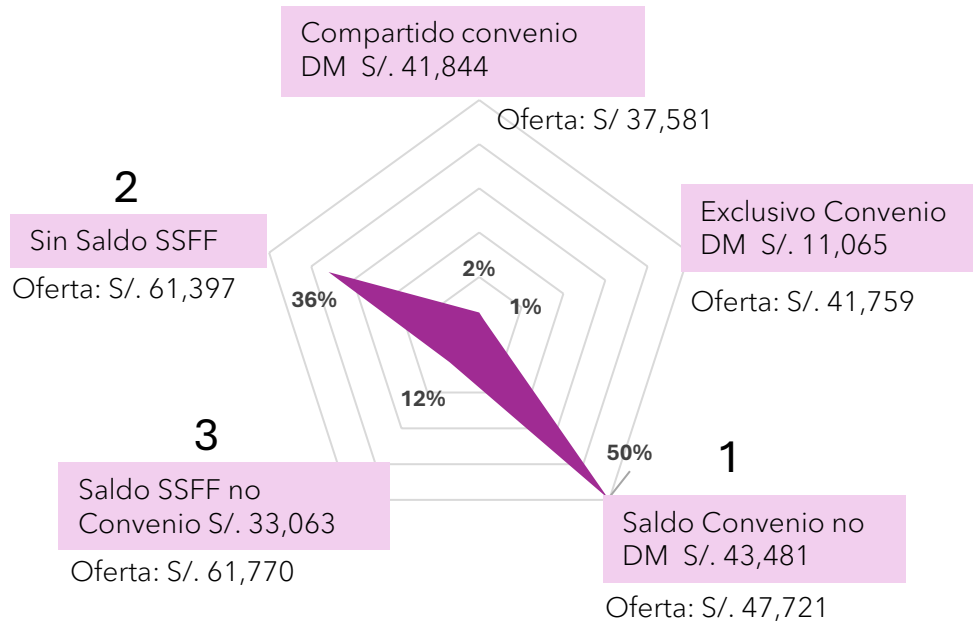 Compartido convenio
DM S/. 41,844
Oferta: S/ 37,581
2
Sin Saldo SSFF
Oferta: S/. 61,397
Exclusivo Convenio
DM S/. 11,065
Oferta: S/. 41,759
2%
1%
36%
12%
50%
3
Saldo SSFF no
Convenio S/. 33,063
Oferta: S/. 61,770
1
Saldo Convenio no
DM S/. 43,481
Oferta: S/. 47,721